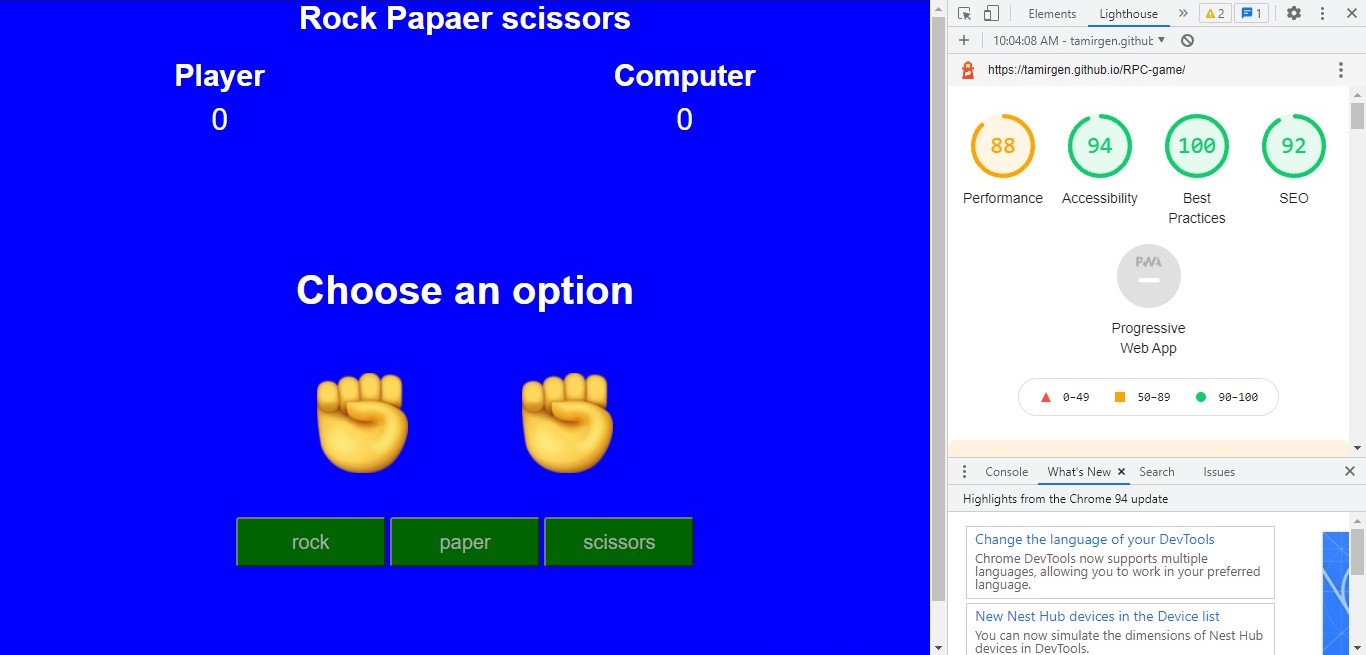 Rock Papaer scissors
Player
Computer
0
0
Choose an option
rock
paper
scissors
Elements
Lighthouse
2
1
10:04:08 AM - tamirgen.github
https://tamirgen.github.io/RPC-game/
88
94
100
92
Performance
Accessibility
Best
Practices
SEO
PWA
Progressive
Web App
0–49
50–89
90–100
Console
What's New
Search
Issues
Highlights from the Chrome 94 update
Change the language of your DevTools
Chrome DevTools now supports multiple
languages, allowing you to work in your preferred
language.
New Nest Hub devices in the Device list
You can now simulate the dimensions of Nest Hub
devices in DevTools.